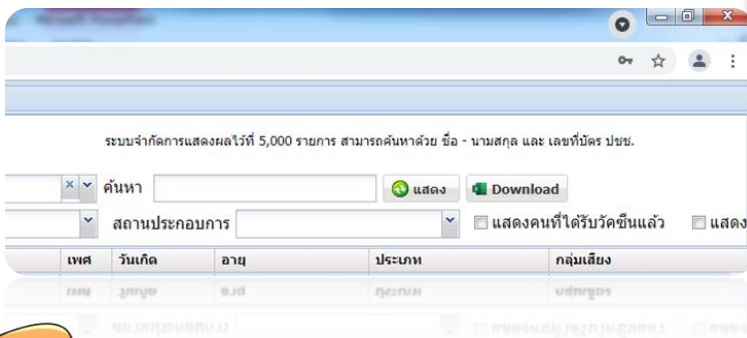 ระบบจำกัดการแสดงผลไว้ที่ 5,000 รายการ สามารถค้นหาด้วย ชื่อ - นามสกุล และ เลขที่บัตร ปชช.
ค้นหา แสดง Download
สถานประกอบการ แสดงคนที่ได้รับวัคซีนแล้ว แสดง
เพศ วันเกิด อายุ ประเภท กลุ่มเสี่ยง